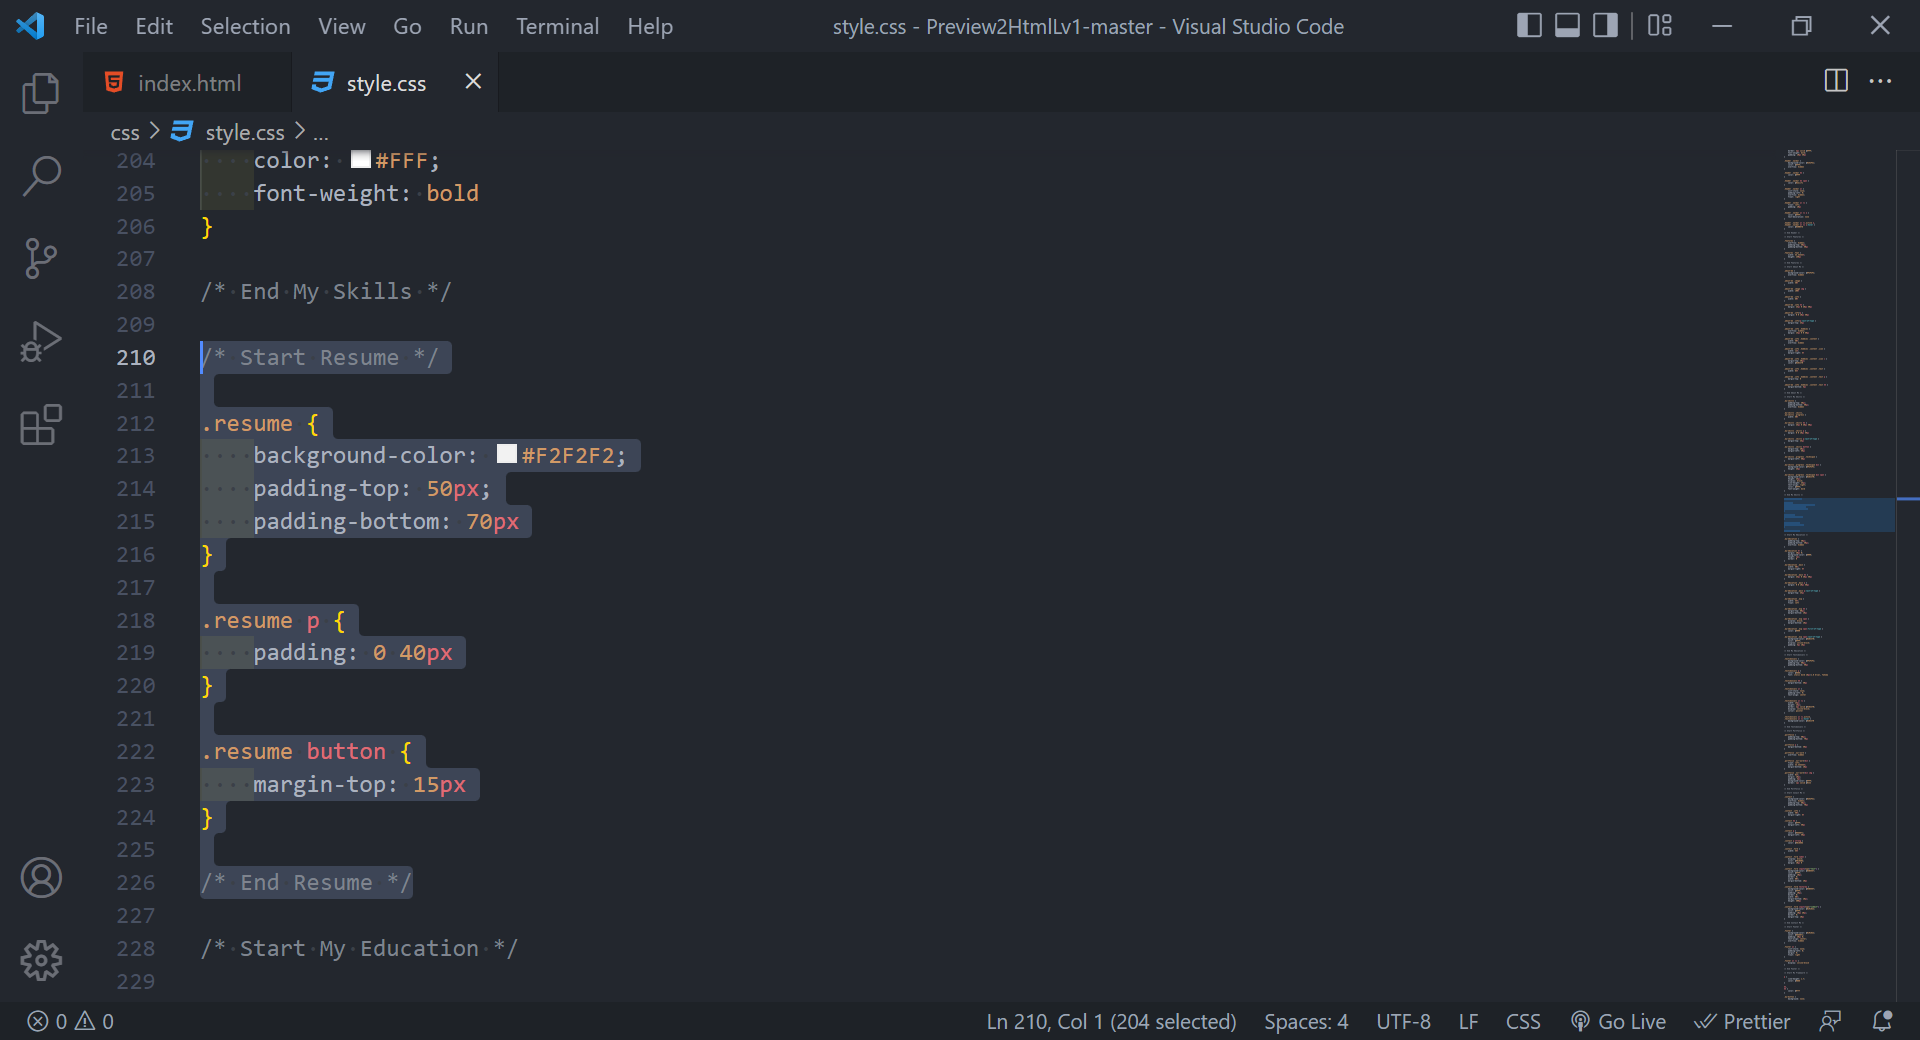 File Edit Selection View Go Run Terminal Help style.css - Preview2HtmlLv1-master - Visual Studio Code
index.html style.css
css > style.css > ...
204 color: #FFF;
205 font-weight: bold
206 }
207
208 /* End My Skills */
209
210 /* Start Resume */
211
212 .resume {
213 background-color: #F2F2F2;
214 padding-top: 50px;
215 padding-bottom: 70px
216 }
217
218 .resume p {
219 padding: 0 40px
220 }
221
222 .resume button {
223 margin-top: 15px
224 }
225
226 /* End Resume */
227
228 /* Start My Education */
229
0 0 Ln 210, Col 1 (204 selected) Spaces: 4 UTF-8 LF CSS Go Live Prettier